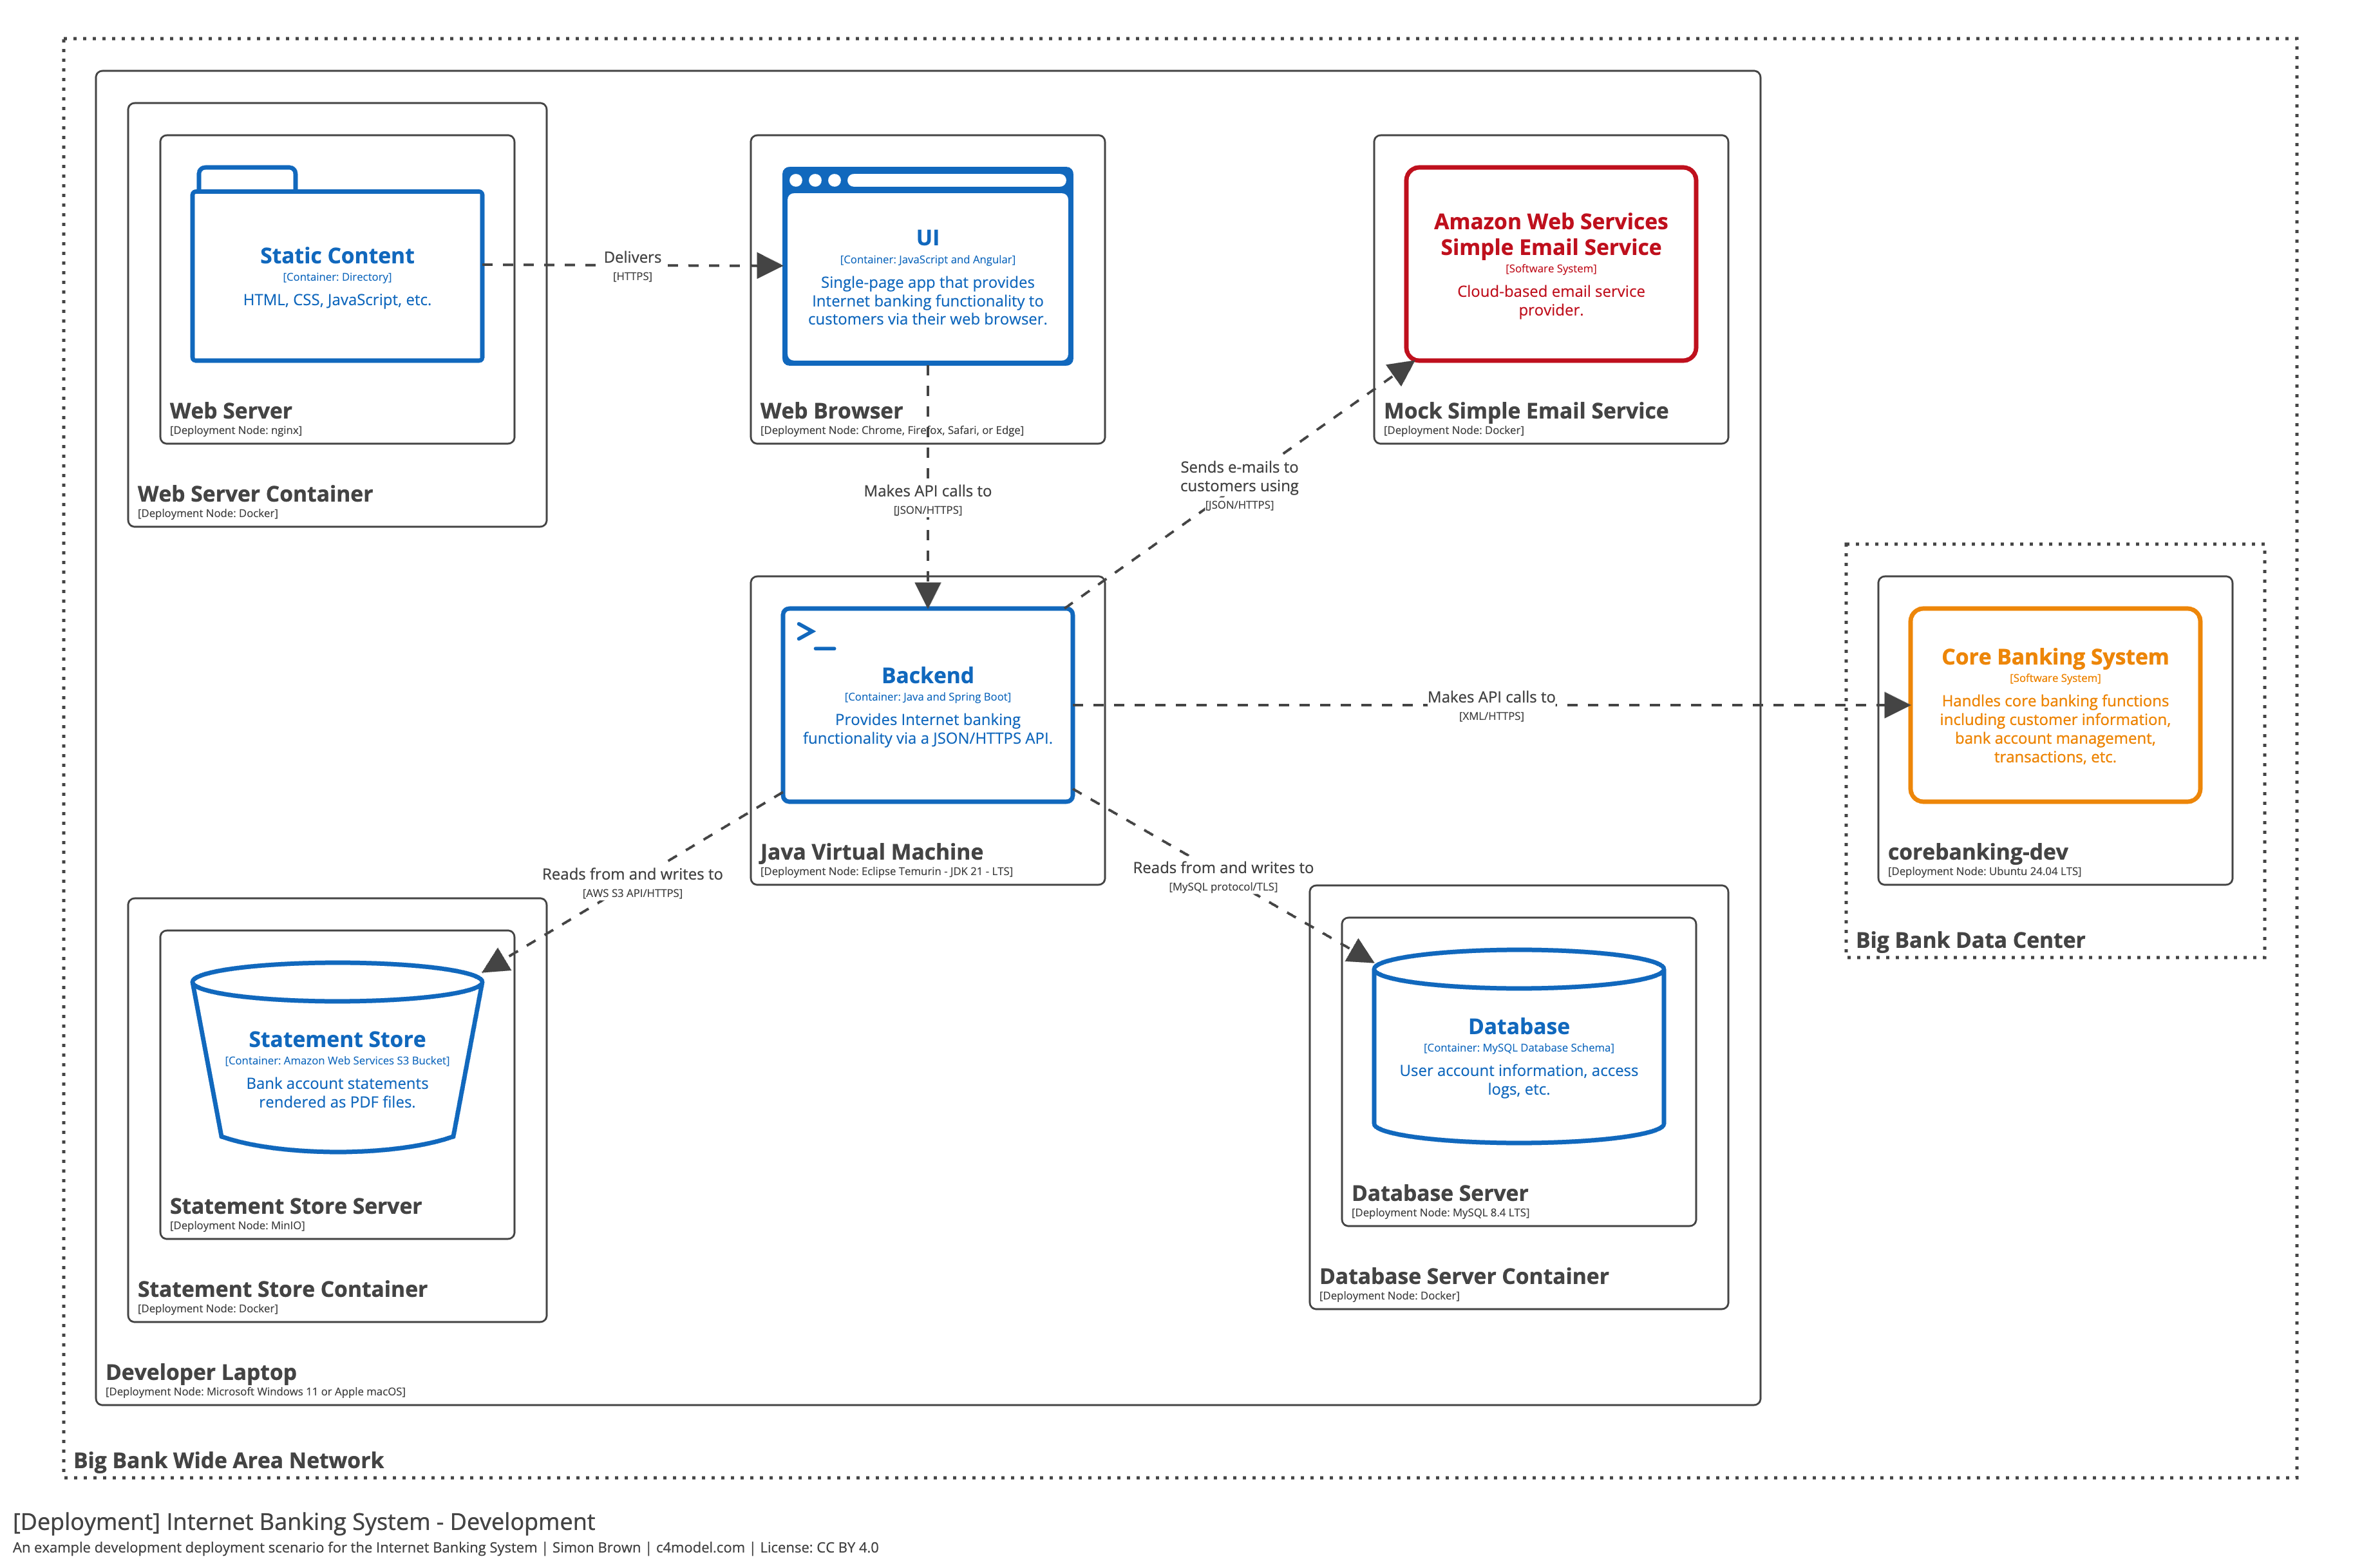 Static Content
[Container: Directory]
HTML, CSS, JavaScript, etc.
Web Server
[Deployment Node: nginx]
Web Server Container
[Deployment Node: Docker]
Delivers
[HTTPS]
UI
[Container: JavaScript and Angular]
Single-page app that provides
Internet banking functionality to
customers via their web browser.
Web Browser
[Deployment Node: Chrome, Firefox, Safari, or Edge]
Amazon Web Services
Simple Email Service
[Software System]
Cloud-based email service
provider.
Mock Simple Email Service
[Deployment Node: Docker]
Makes API calls to
[JSON/HTTPS]
Sends e-mails to
customers using
[JSON/HTTPS]
>_
Backend
[Container: Java and Spring Boot]
Provides Internet banking
functionality via a JSON/HTTPS API.
Java Virtual Machine
[Deployment Node: Eclipse Temurin - JDK 21 - LTS]
Makes API calls to
[XML/HTTPS]
Core Banking System
[Software System]
Handles core banking functions
including customer information,
bank account management,
transactions, etc.
corebanking-dev
[Deployment Node: Ubuntu 24.04 LTS]
Big Bank Data Center
Reads from and writes to
[AWS S3 API/HTTPS]
Reads from and writes to
[MySQL protocol/TLS]
Statement Store
[Container: Amazon Web Services S3 Bucket]
Bank account statements
rendered as PDF files.
Statement Store Server
[Deployment Node: MinIO]
Statement Store Container
[Deployment Node: Docker]
Database
[Container: MySQL Database Schema]
User account information, access
logs, etc.
Database Server
[Deployment Node: MySQL 8.4 LTS]
Database Server Container
[Deployment Node: Docker]
Developer Laptop
[Deployment Node: Microsoft Windows 11 or Apple macOS]
Big Bank Wide Area Network
[Deployment] Internet Banking System - Development
An example development deployment scenario for the Internet Banking System | Simon Brown | c4model.com | License: CC BY 4.0